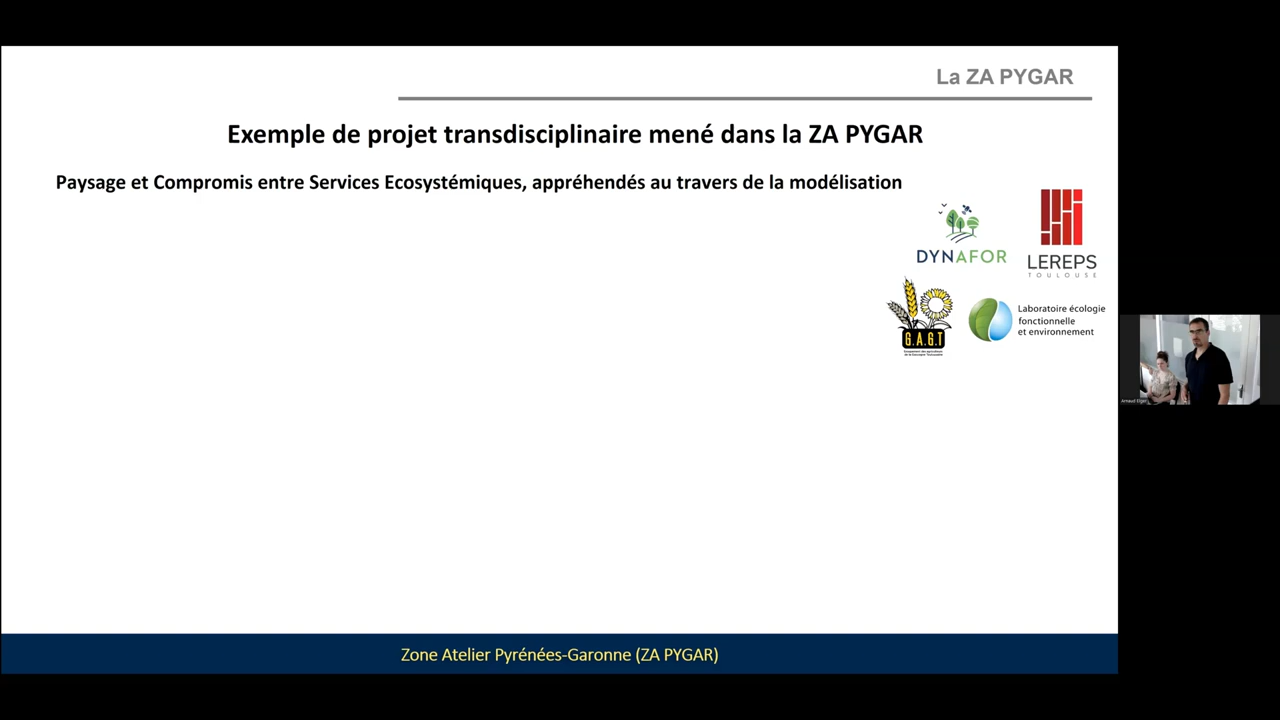 La ZA PYGAR
Exemple de projet transdisciplinaire mené dans la ZA PYGAR
Paysage et Compromis entre Services Ecosystémiques, appréhendés au travers de la modélisation
DYNAFOR
LEREPS
TOULOUSE
G.A.G.T
Laboratoire écologie
fonctionnelle
et environnement
Arnaud Elger
Zone Atelier Pyrénées-Garonne (ZA PYGAR)